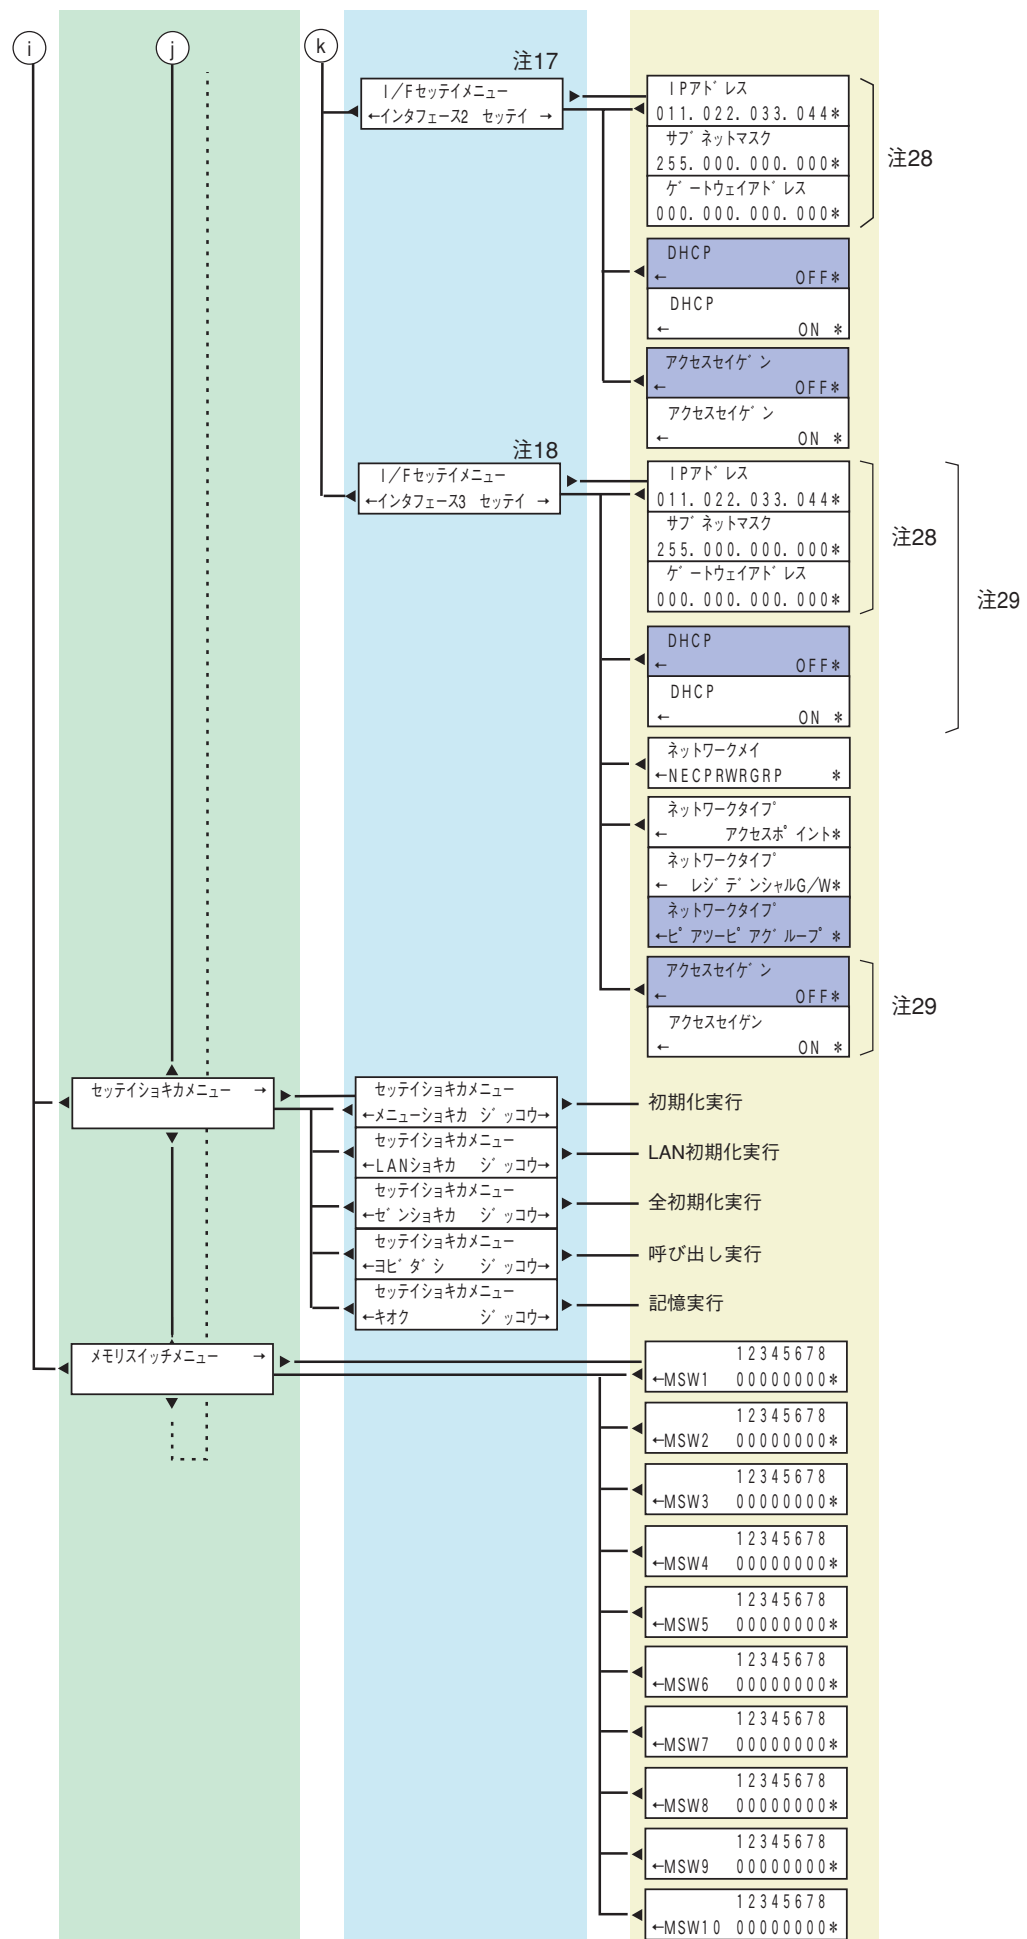 i
j
k
注17
I/Fセッテイメニュー
←インタフェース2 セッテイ →
IPアドレス
011.022.033.044*
サブネットマスク
255.000.000.000*
ゲートウェイアドレス
000.000.000.000*
注28
DHCP
← OFF*
DHCP
← ON *
アクセスセイゲン
← OFF*
アクセスセイゲン
← ON *
注18
I/Fセッテイメニュー
←インタフェース3 セッテイ →
IPアドレス
011.022.033.044*
サブネットマスク
255.000.000.000*
ゲートウェイアドレス
000.000.000.000*
注28
注29
DHCP
← OFF*
DHCP
← ON *
ネットワークメイ
←NECPRWRGRP *
ネットワークタイプ
← アクセスポイント*
ネットワークタイプ
← レジデンシャルG/W*
ネットワークタイプ
←ピアツーピアグループ*
アクセスセイゲン
← OFF*
アクセスセイゲン
← ON *
注29
セッテイショキカメニュー →
セッテイショキカメニュー
←メニューショキカ ジッコウ→
初期化実行
セッテイショキカメニュー
←LANショキカ ジッコウ→
LAN初期化実行
セッテイショキカメニュー
←ゼンショキカ ジッコウ→
全初期化実行
セッテイショキカメニュー
←ヨビダシ ジッコウ→
呼び出し実行
セッテイショキカメニュー
←キオク ジッコウ→
記憶実行
メモリスイッチメニュー →
12345678
←MSW1 00000000*
12345678
←MSW2 00000000*
12345678
←MSW3 00000000*
12345678
←MSW4 00000000*
12345678
←MSW5 00000000*
12345678
←MSW6 00000000*
12345678
←MSW7 00000000*
12345678
←MSW8 00000000*
12345678
←MSW9 00000000*
12345678
←MSW10 00000000*